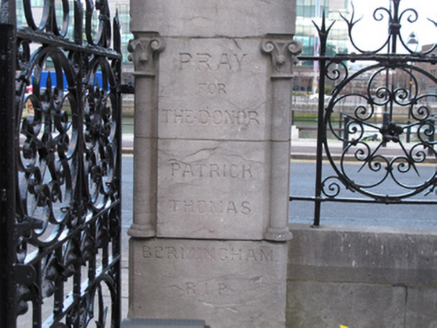 PRAY
FOR
THE DONOR
PATRICK
THOMAS
BERMINGHAM
R.I.P.